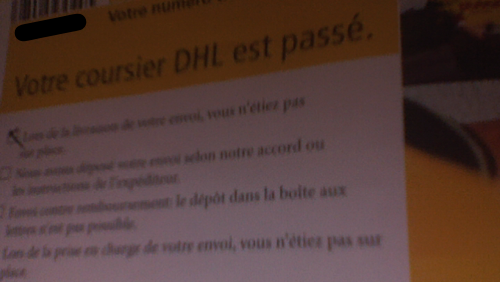 Votre numéro
Votre coursier DHL est passé.
Lors de la livraison de votre envoi, vous n'étiez pas
sur place.
Nous avons déposé votre envoi selon notre accord ou
les instructions de l'expéditeur.
Envoi contre remboursement: le dépôt dans la boîte aux
lettres n'est pas possible.
Lors de la prise en charge de votre envoi, vous n'étiez pas sur
place.